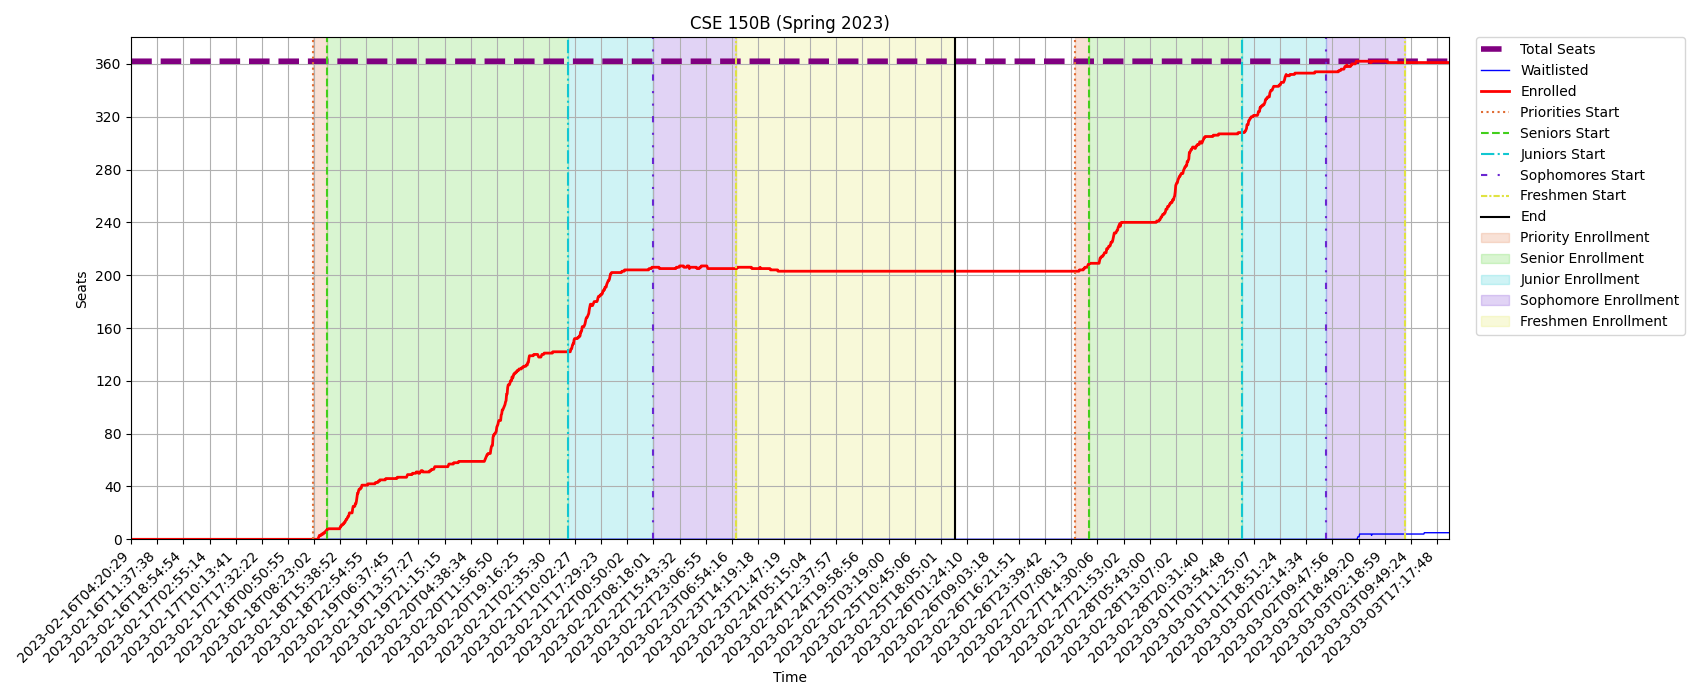 CSE 150B (Spring 2023)
Seats
360
320
280
240
200
160
120
80
40
0
2023-02-16T04:20:29
2023-02-16T11:37:38
2023-02-16T18:54:54
2023-02-17T02:55:14
2023-02-17T10:13:41
2023-02-17T17:32:22
2023-02-18T00:50:55
2023-02-18T08:23:02
2023-02-18T15:38:52
2023-02-18T22:54:55
2023-02-19T06:37:45
2023-02-19T13:57:27
2023-02-19T21:15:15
2023-02-20T04:38:34
2023-02-20T11:56:50
2023-02-20T19:16:25
2023-02-21T02:35:30
2023-02-21T10:02:27
2023-02-21T17:29:23
2023-02-22T00:50:02
2023-02-22T08:18:01
2023-02-22T15:43:32
2023-02-22T23:06:55
2023-02-23T06:54:16
2023-02-23T14:19:18
2023-02-23T21:47:19
2023-02-24T05:15:04
2023-02-24T12:37:57
2023-02-24T19:58:56
2023-02-25T03:19:00
2023-02-25T10:45:06
2023-02-25T18:05:01
2023-02-26T01:24:10
2023-02-26T09:03:18
2023-02-26T16:21:51
2023-02-26T23:39:42
2023-02-27T07:08:13
2023-02-27T14:30:06
2023-02-27T21:53:02
2023-02-28T05:43:00
2023-02-28T13:07:02
2023-02-28T20:31:40
2023-03-01T03:54:48
2023-03-01T11:25:07
2023-03-01T18:51:24
2023-03-02T02:14:34
2023-03-02T09:47:56
2023-03-02T18:49:20
2023-03-03T02:18:59
2023-03-03T09:49:24
2023-03-03T17:17:48
Time
Total Seats
Waitlisted
Enrolled
Priorities Start
Seniors Start
Juniors Start
Sophomores Start
Freshmen Start
End
Priority Enrollment
Senior Enrollment
Junior Enrollment
Sophomore Enrollment
Freshmen Enrollment